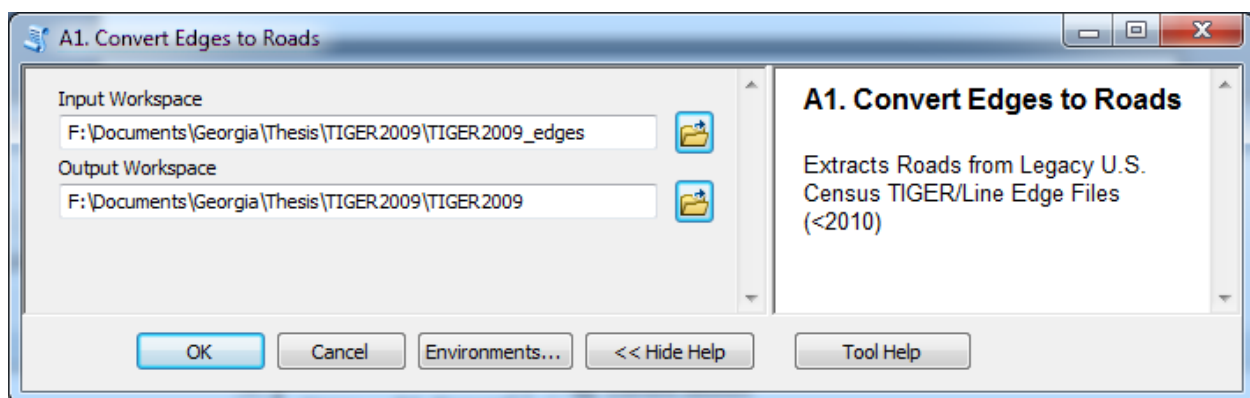 A1. Convert Edges to Roads
Input Workspace
F:\Documents\Georgia\Thesis\TIGER2009\TIGER2009_edges
Output Workspace
F:\Documents\Georgia\Thesis\TIGER2009\TIGER2009
A1. Convert Edges to Roads
Extracts Roads from Legacy U.S.
Census TIGER/Line Edge Files
(<2010)
OK
Cancel
Environments...
<< Hide Help
Tool Help